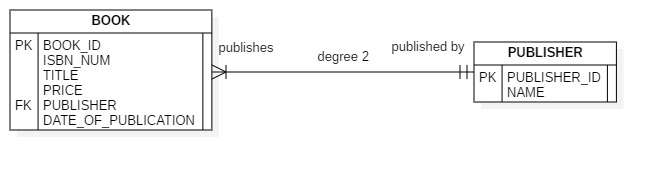 BOOK
PK BOOK_ID
ISBN_NUM
TITLE
PRICE
FK PUBLISHER
DATE_OF_PUBLICATION
publishes
degree 2
published by
PUBLISHER
PK PUBLISHER_ID
NAME